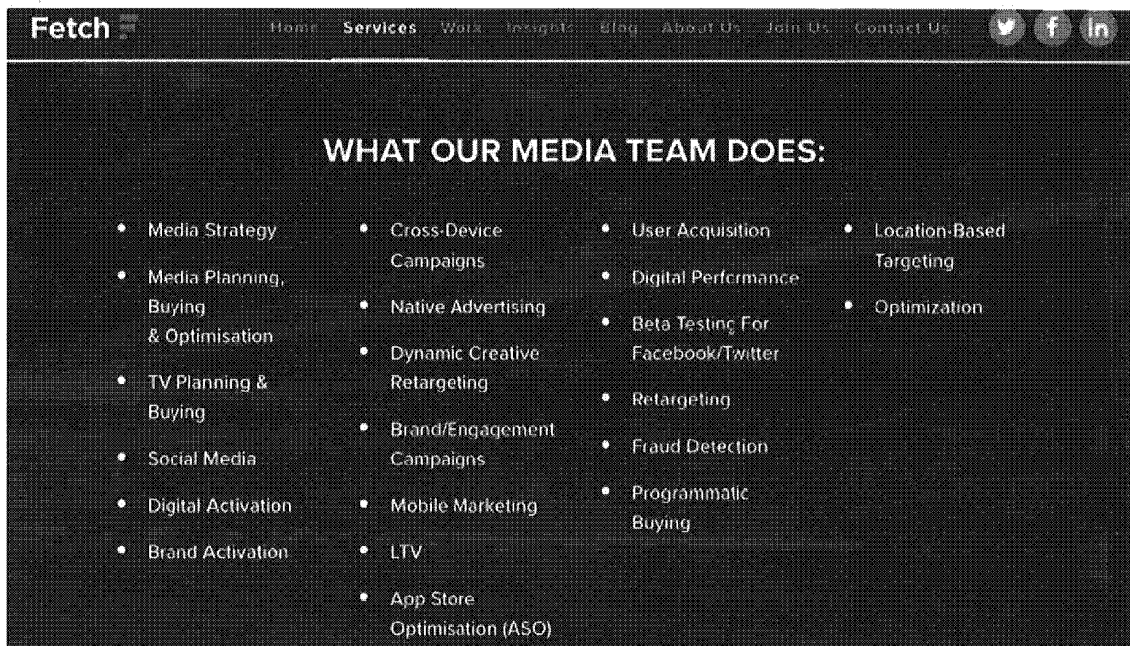 Fetch
Home Services Work Insights Blog About Us Join Us Contact Us
WHAT OUR MEDIA TEAM DOES:
Media Strategy
Media Planning,
Buying
& Optimisation
TV Planning &
Buying
Social Media
Digital Activation
Brand Activation
Cross-Device
Campaigns
Native Advertising
Dynamic Creative
Retargeting
Brand/Engagement
Campaigns
Mobile Marketing
LTV
App Store
Optimisation (ASO)
User Acquisition
Digital Performance
Beta Testing For
Facebook/Twitter
Retargeting
Fraud Detection
Programmatic
Buying
Location-Based
Targeting
Optimization